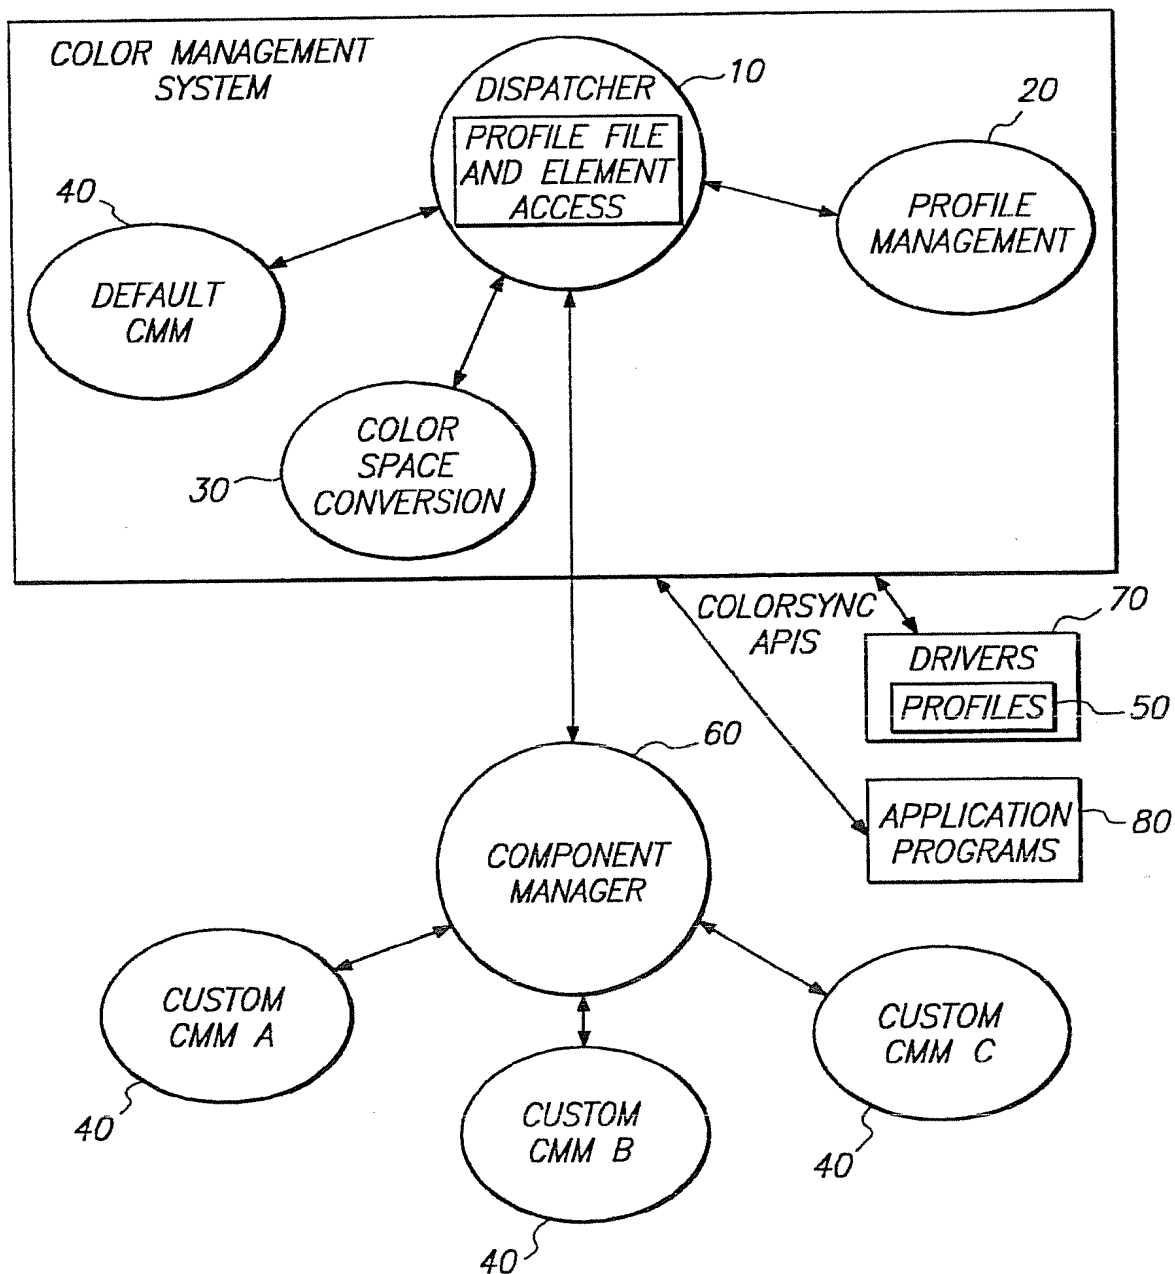 COLOR MANAGEMENT
SYSTEM
DISPATCHER
10
PROFILE FILE
AND ELEMENT
ACCESS
20
PROFILE
MANAGEMENT
40
DEFAULT
CMM
COLOR
SPACE
CONVERSION
30
COLORSYNC
APIS
70
DRIVERS
PROFILES
50
60
APPLICATION
PROGRAMS
80
COMPONENT
MANAGER
CUSTOM
CMM A
40
CUSTOM
CMM B
40
CUSTOM
CMM C
40